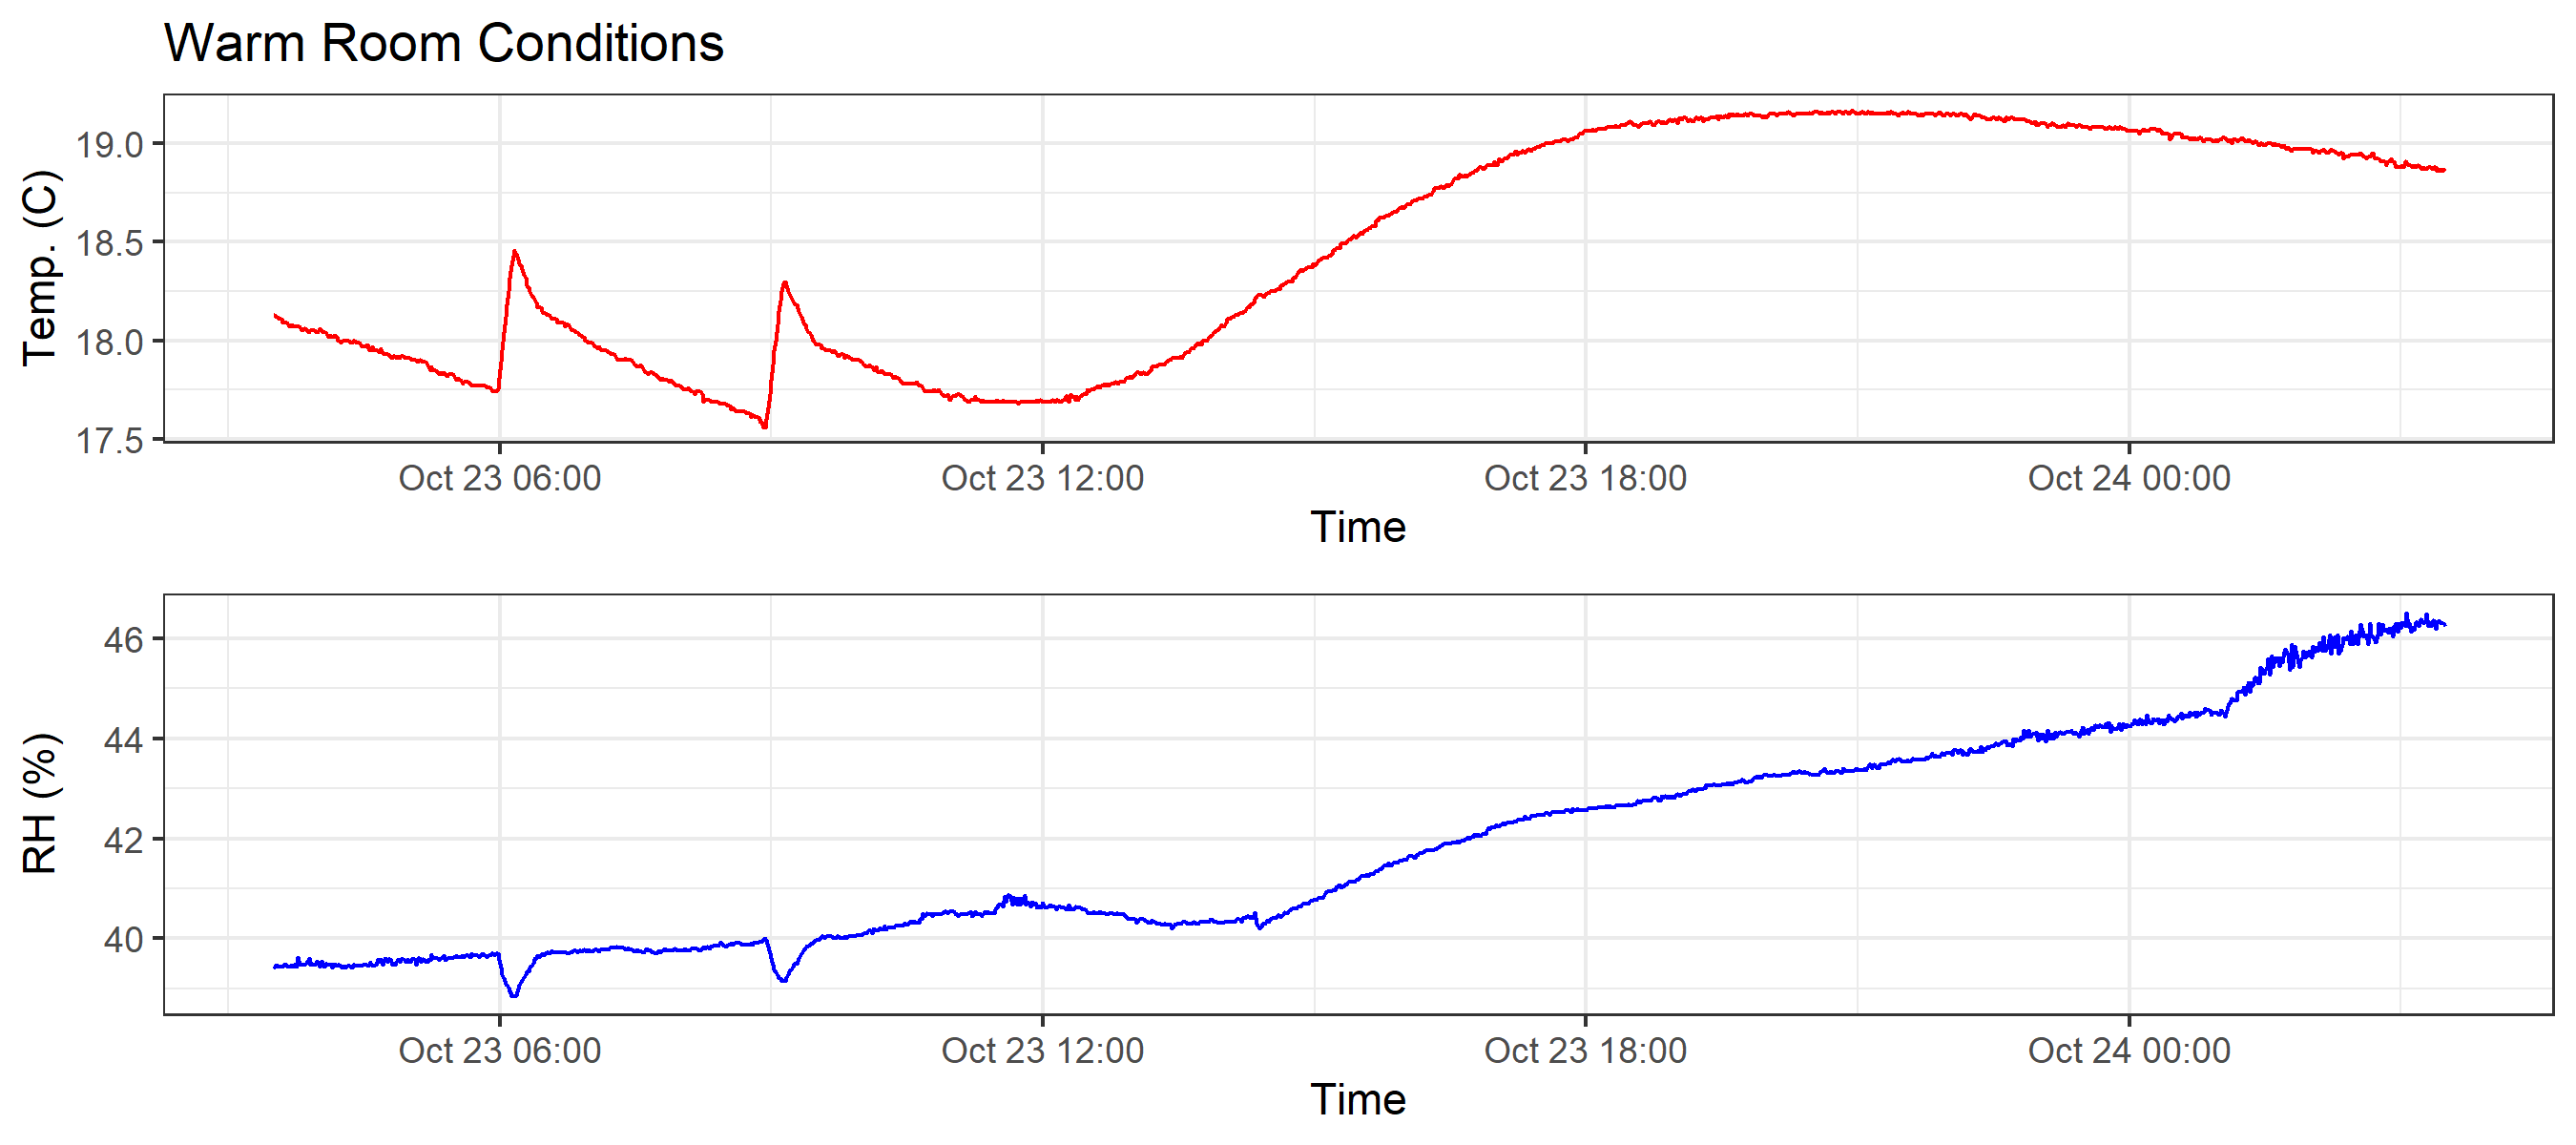 Warm Room Conditions
Temp. (C)
19.0
18.5
18.0
17.5
Oct 23 06:00 Oct 23 12:00 Oct 23 18:00 Oct 24 00:00
Time
RH (%)
46
44
42
40
Oct 23 06:00 Oct 23 12:00 Oct 23 18:00 Oct 24 00:00
Time